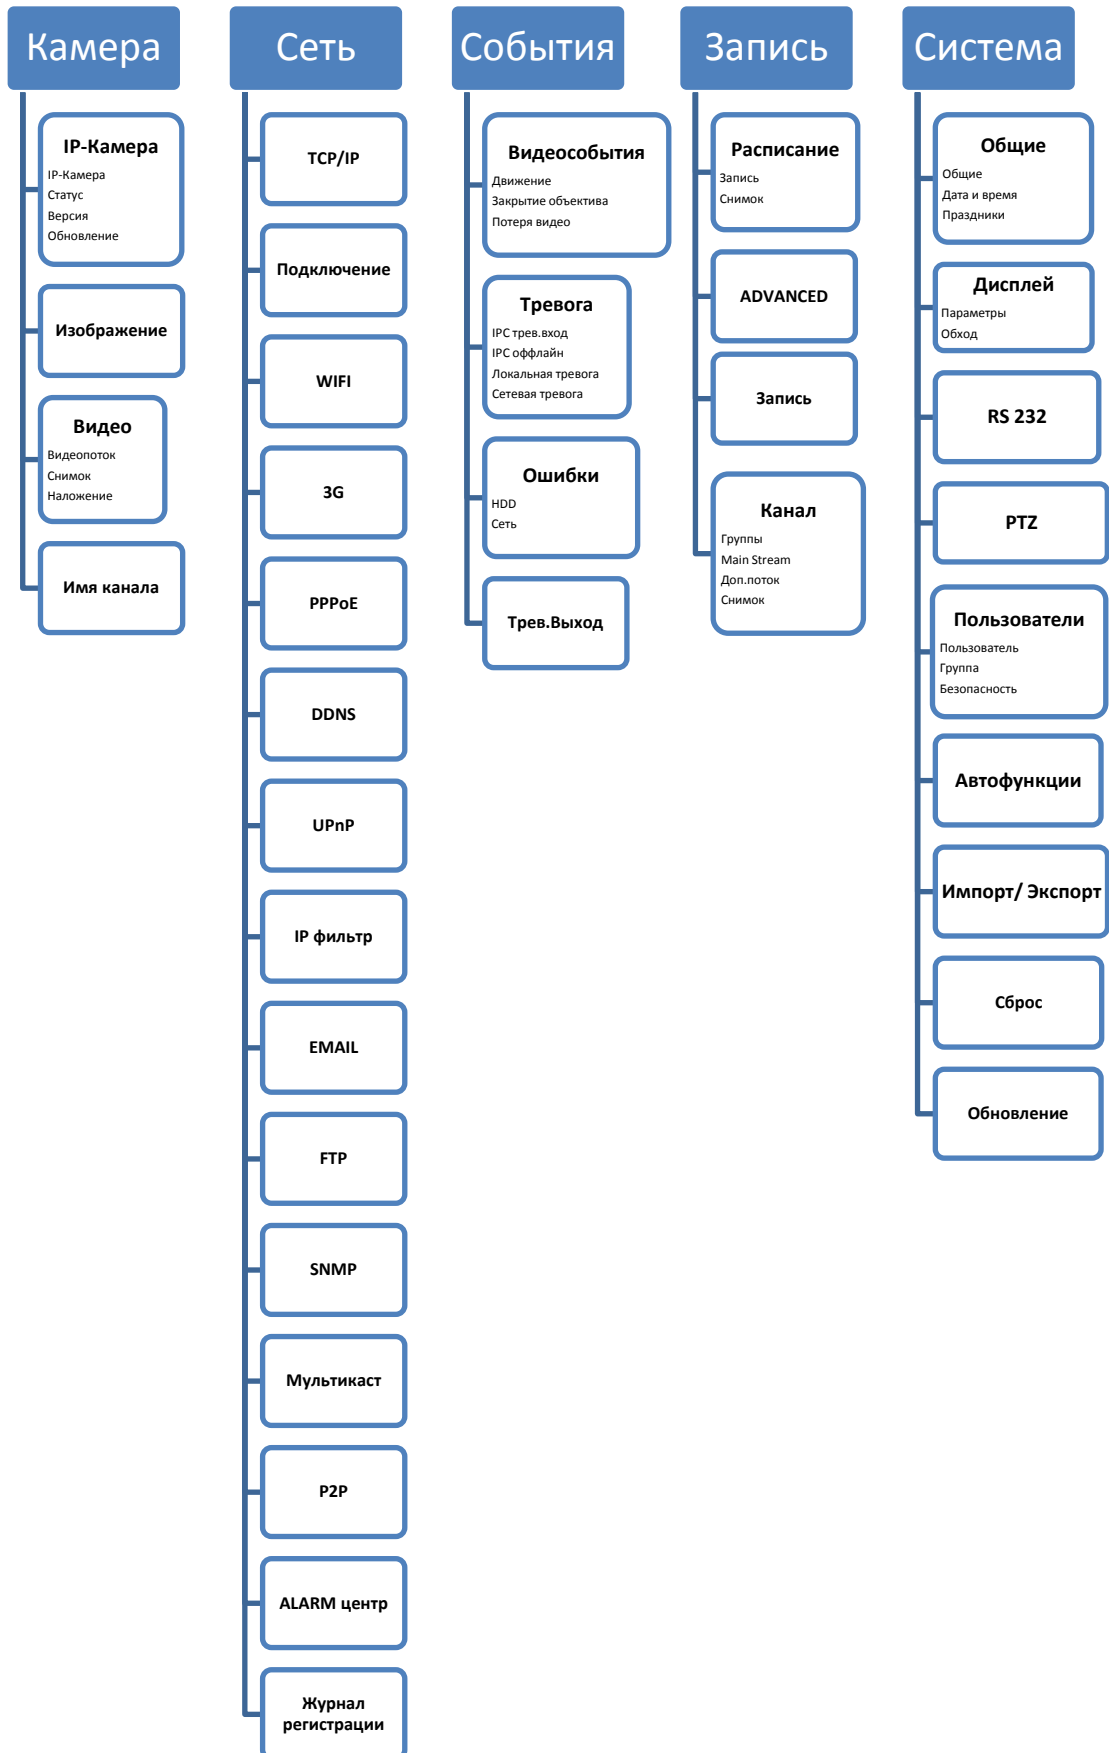 Камера
IP-Камера
IP-Камера
Статус
Версия
Обновление
Изображение
Видео
Видеопоток
Снимок
Наложение
Имя канала
Сеть
TCP/IP
Подключение
WIFI
3G
PPPoE
DDNS
UPnP
IP фильтр
EMAIL
FTP
SNMP
Мультикаст
P2P
ALARM центр
Журнал
регистрации
События
Видеособытия
Движение
Закрытие объектива
Потеря видео
Тревога
IPC трев.вход
IPC оффлайн
Локальная тревога
Сетевая тревога
Ошибки
HDD
Сеть
Трев.Выход
Запись
Расписание
Запись
Снимок
ADVANCED
Запись
Канал
Группы
Main Stream
Доп.поток
Снимок
Система
Общие
Общие
Дата и время
Праздники
Дисплей
Параметры
Обход
RS 232
PTZ
Пользователи
Пользователь
Группа
Безопасность
Автофункции
Импорт/ Экспорт
Сброс
Обновление